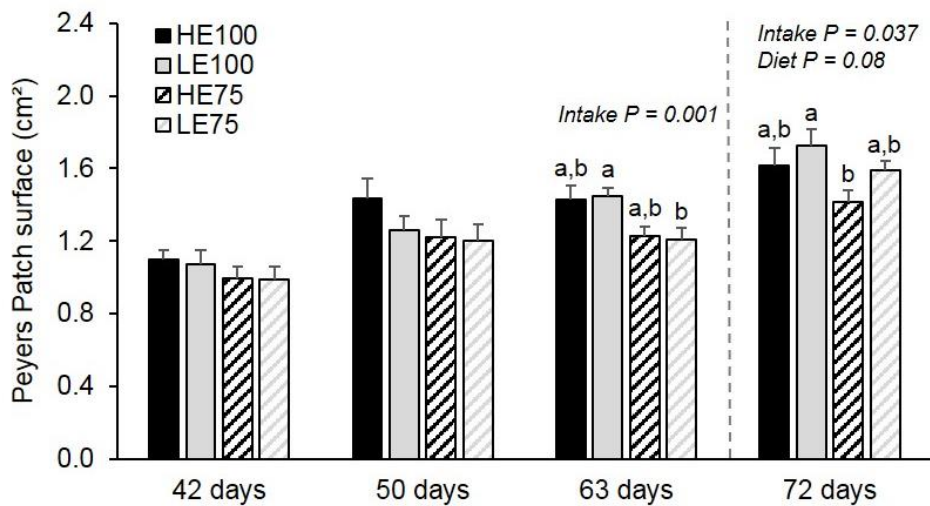 Peyers Patch surface (cm²)
2.4
2.0
1.6
1.2
0.8
0.4
0.0
HE100
LE100
HE75
LE75
Intake P = 0.001
Intake P = 0.037
Diet P = 0.08
a,b
a
a,b
b
a,b
a
b
a,b
42 days
50 days
63 days
72 days